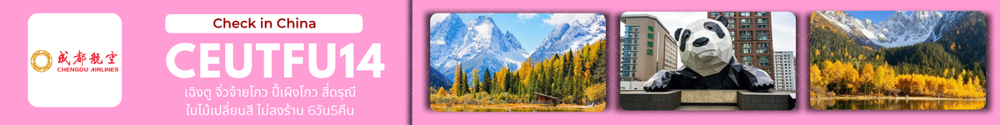 成都航空
CHENGDU AIRLINES
Check in China
CEUTFU14
เฉิงตู จิ่วจ้ายโกว ปี้เผิงโกว สี่ดรุณี
ใบไม้เปลี่ยนสี ไม่ลงร้าน 6วัน5คืน